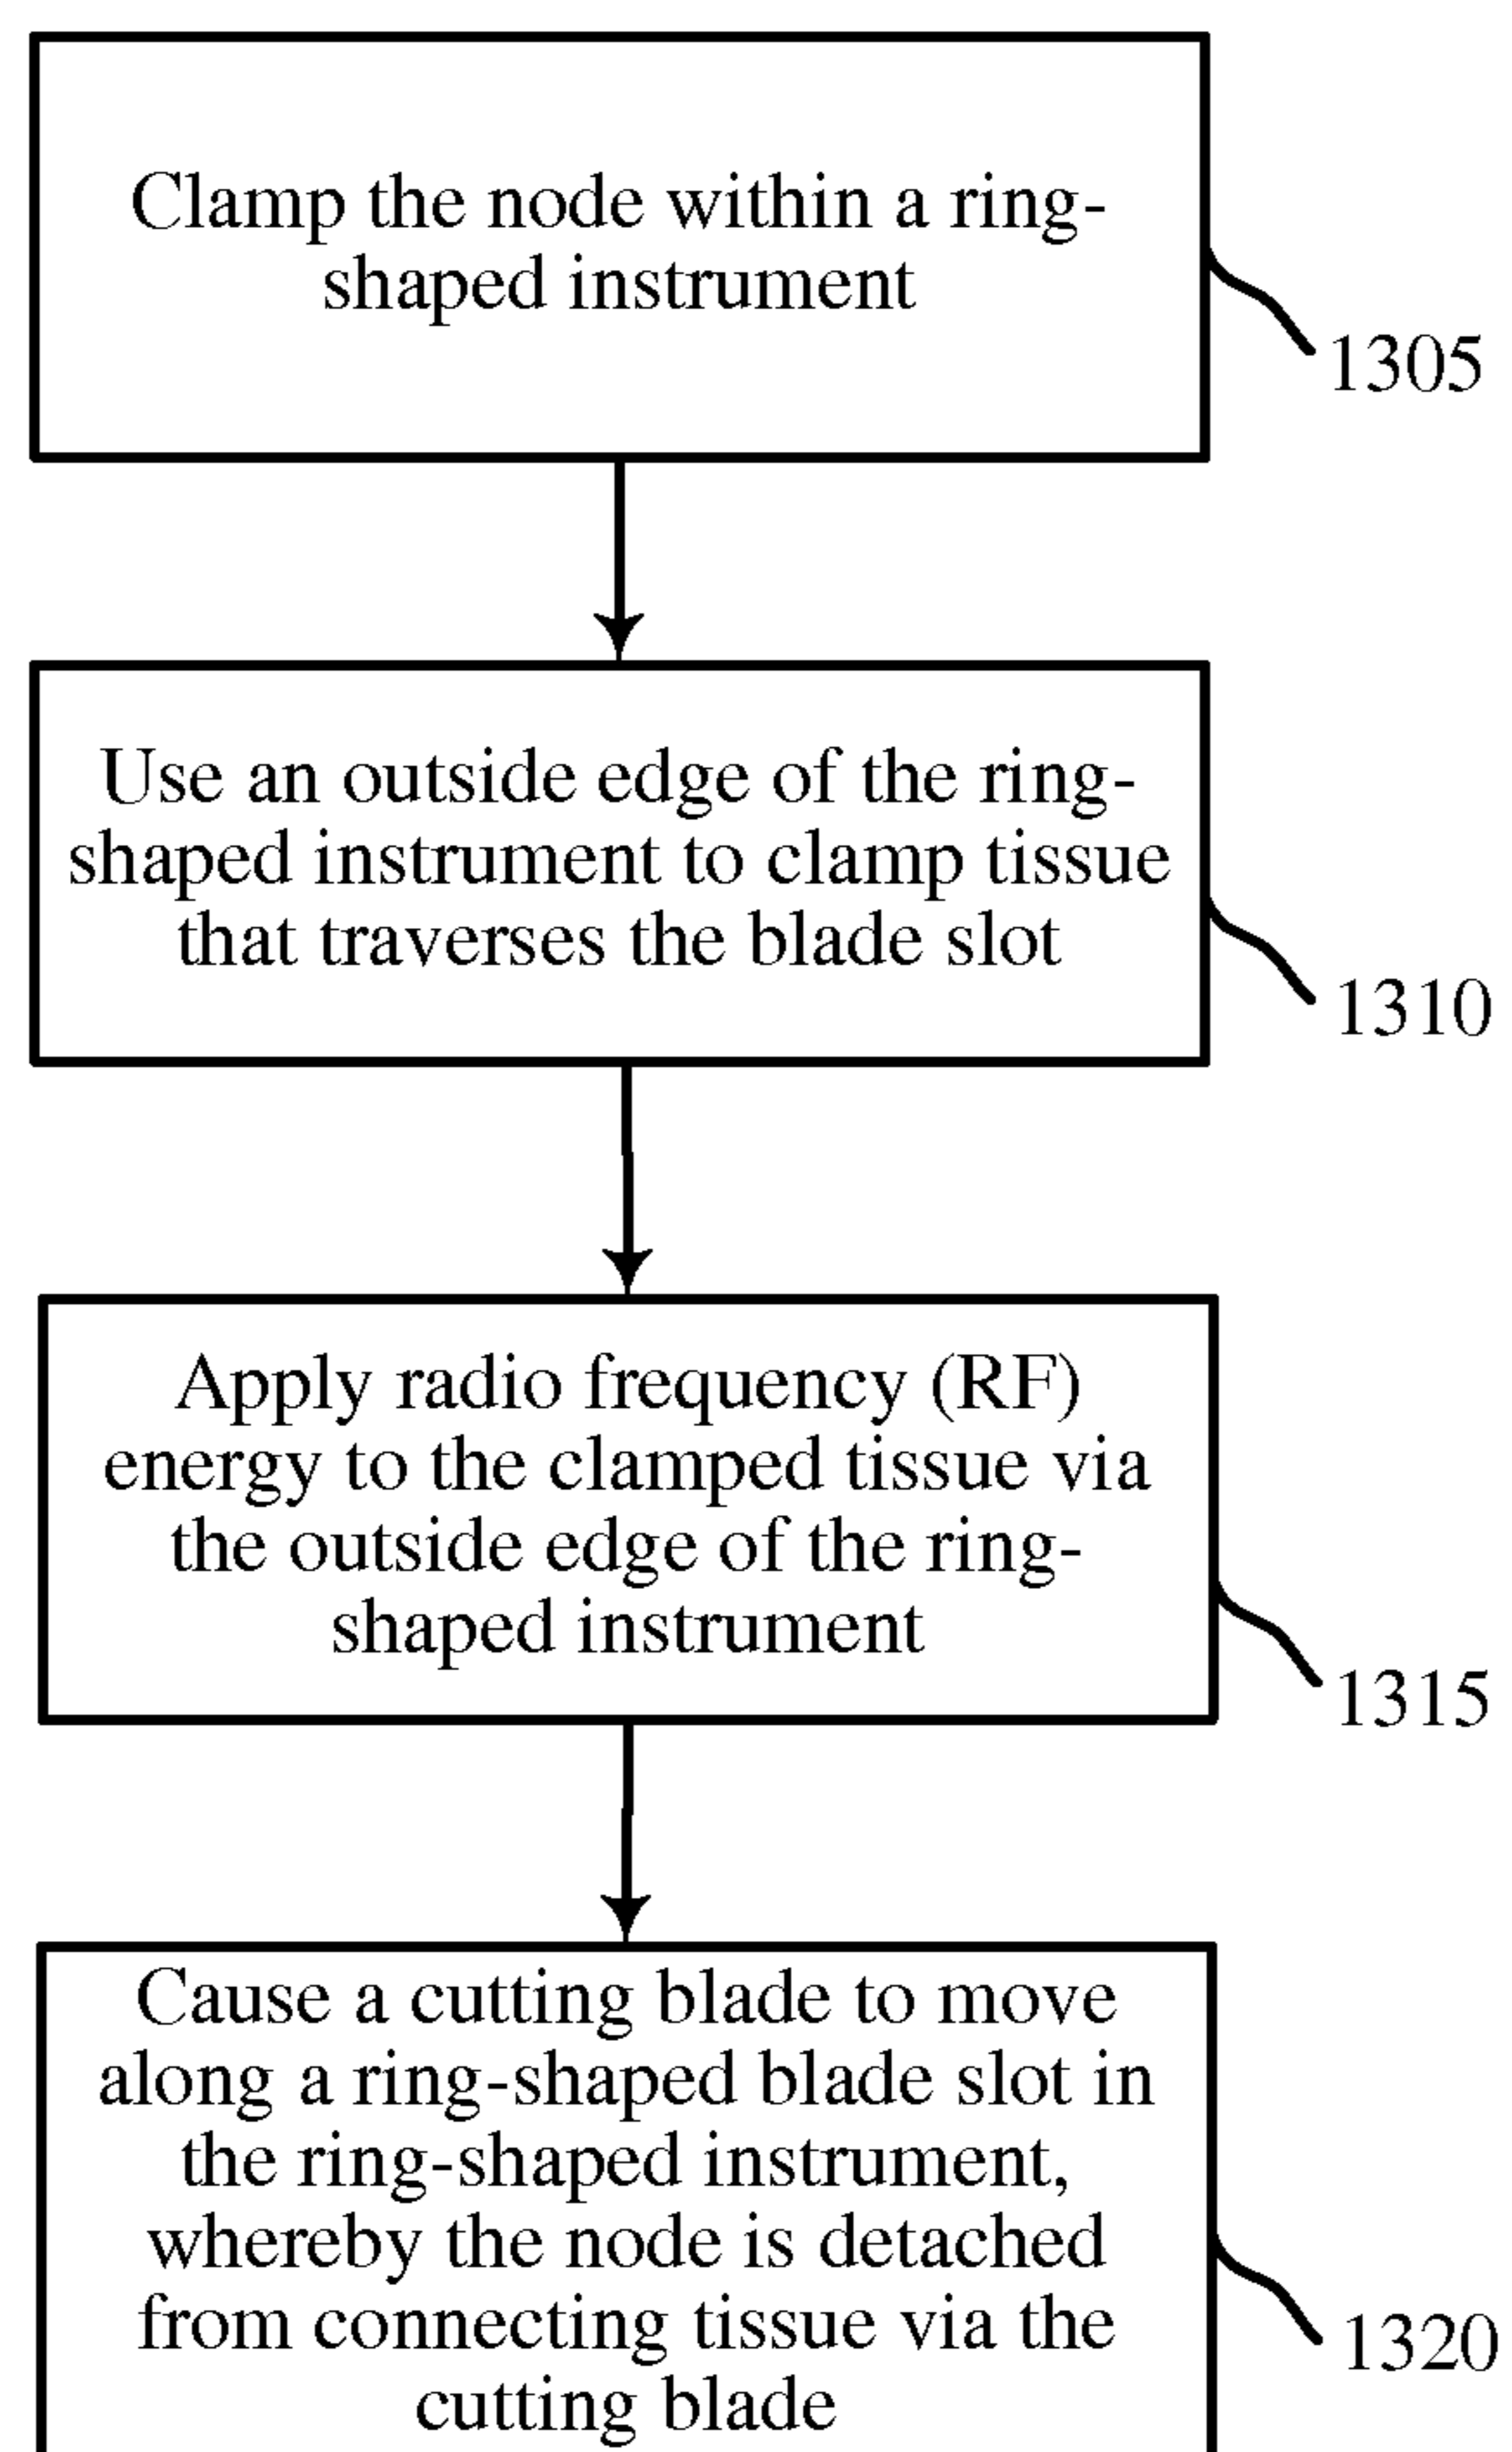 Clamp the node within a ring-
shaped instrument
1305
Use an outside edge of the ring-
shaped instrument to clamp tissue
that traverses the blade slot
1310
Apply radio frequency (RF)
energy to the clamped tissue via
the outside edge of the ring-
shaped instrument
1315
Cause a cutting blade to move
along a ring-shaped blade slot in
the ring-shaped instrument,
whereby the node is detached
from connecting tissue via the
cutting blade
1320